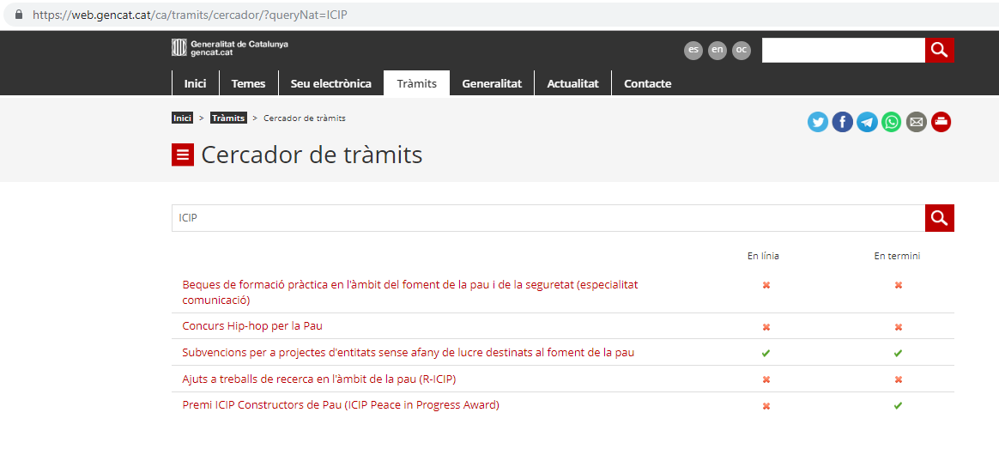 https://web.gencat.cat/ca/tramits/cercador/?queryNat=ICIP
Generalitat de Catalunya
gencat.cat
es en oc
Inici Temes Seu electrònica Tràmits Generalitat Actualitat Contacte
Inici > Tràmits > Cercador de tràmits
Cercador de tràmits
ICIP
En línia En termini
Beques de formació pràctica en l'àmbit del foment de la pau i de la seguretat (especialitat
comunicació)
Concurs Hip-hop per la Pau
Subvencions per a projectes d'entitats sense afany de lucre destinats al foment de la pau
Ajuts a treballs de recerca en l'àmbit de la pau (R-ICIP)
Premi ICIP Constructors de Pau (ICIP Peace in Progress Award)